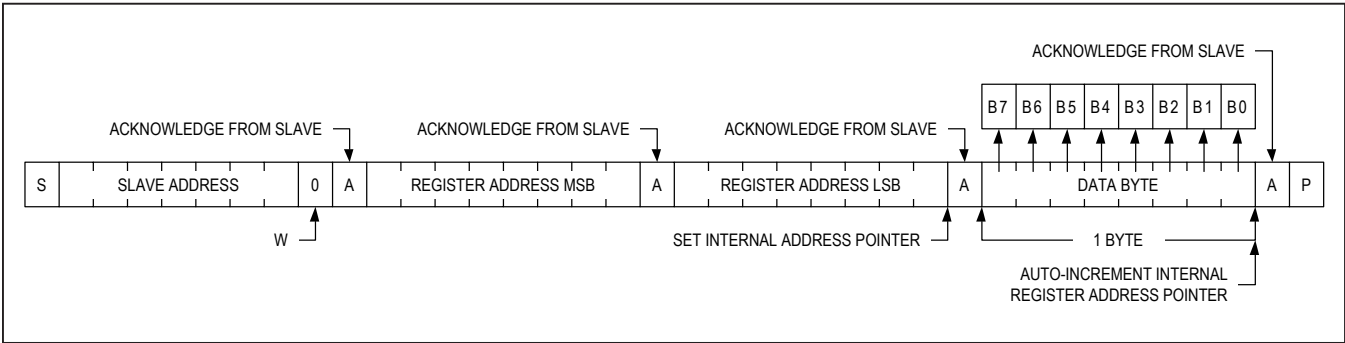 ACKNOWLEDGE FROM SLAVE
B7 B6 B5 B4 B3 B2 B1 B0
ACKNOWLEDGE FROM SLAVE ACKNOWLEDGE FROM SLAVE ACKNOWLEDGE FROM SLAVE
S SLAVE ADDRESS 0 A REGISTER ADDRESS MSB A REGISTER ADDRESS LSB A DATA BYTE A P
W SET INTERNAL ADDRESS POINTER 1 BYTE
AUTO-INCREMENT INTERNAL
REGISTER ADDRESS POINTER